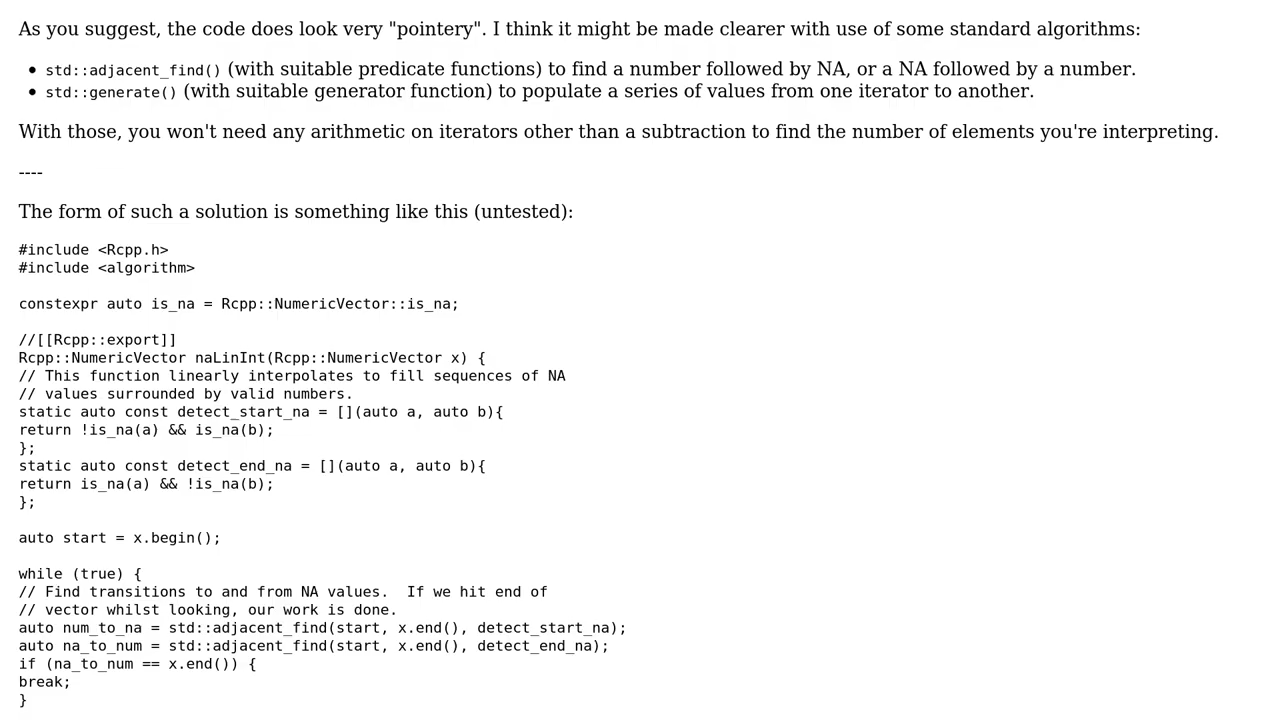 As you suggest, the code does look very "pointery". I think it might be made clearer with use of some standard algorithms:
• std::adjacent_find() (with suitable predicate functions) to find a number followed by NA, or a NA followed by a number.
• std::generate() (with suitable generator function) to populate a series of values from one iterator to another.
With those, you won't need any arithmetic on iterators other than a subtraction to find the number of elements you're interpreting.
----
The form of such a solution is something like this (untested):
#include <Rcpp.h>
#include <algorithm>
constexpr auto is_na = Rcpp::NumericVector::is_na;
//[[Rcpp::export]]
Rcpp::NumericVector naLinInt(Rcpp::NumericVector x) {
// This function linearly interpolates to fill sequences of NA
// values surrounded by valid numbers.
static auto const detect_start_na = [](auto a, auto b){
return !is_na(a) && is_na(b);
};
static auto const detect_end_na = [](auto a, auto b){
return is_na(a) && !is_na(b);
};
auto start = x.begin();
while (true) {
// Find transitions to and from NA values.  If we hit end of
// vector whilst looking, our work is done.
auto num_to_na = std::adjacent_find(start, x.end(), detect_start_na);
auto na_to_num = std::adjacent_find(start, x.end(), detect_end_na);
if (na_to_num == x.end()) {
break;
}